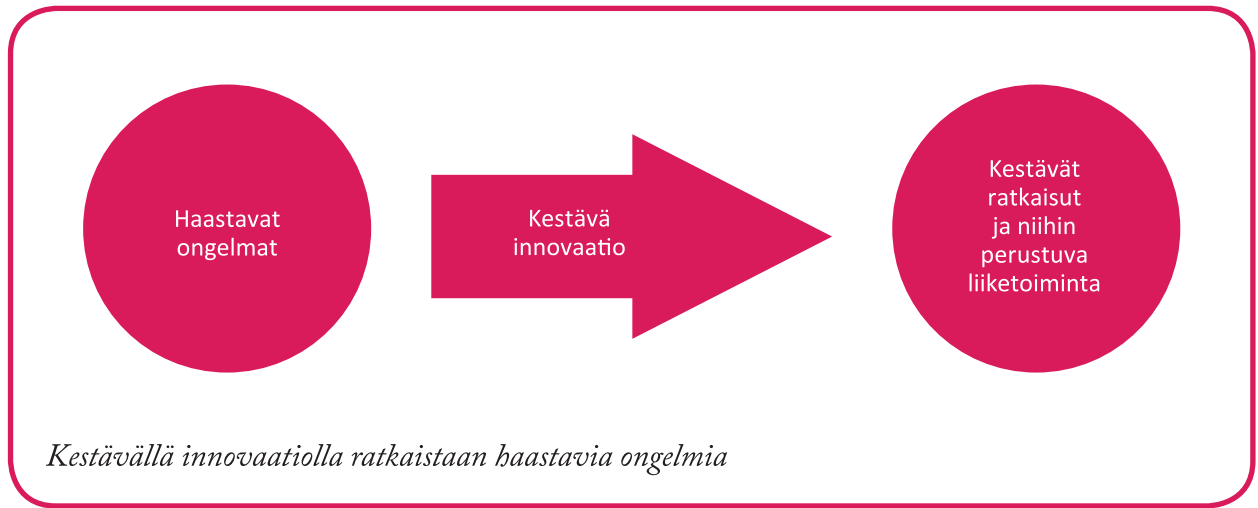 Haastavat
ongelmat
Kestävä
innovaatio
Kestävät
ratkaisut
ja niihin
perustuva
liiketoiminta
Kestävällä innovaatiolla ratkaistaan haastavia ongelmia